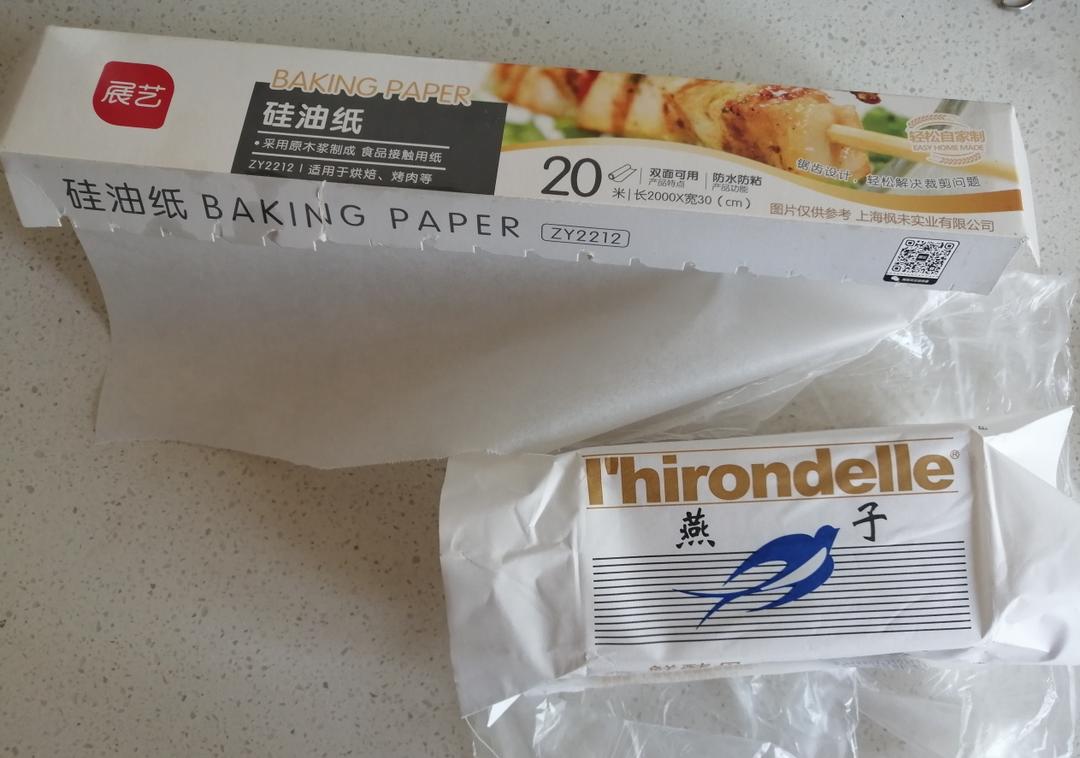 展艺
BAKING PAPER
硅油纸
•采用原木浆制成 食品接触用纸
ZY2212 | 适用于烘焙、烤肉等
20
米|长2000X宽30(cm)
双面可用
产品特点
防水防粘
产品功能
轻松自家制
EASY HOME MADE
锯齿设计，轻松解决裁剪问题
图片仅供参考 上海枫未实业有限公司
硅油纸 BAKING PAPER ZY2212
l'hirondelle®
燕子